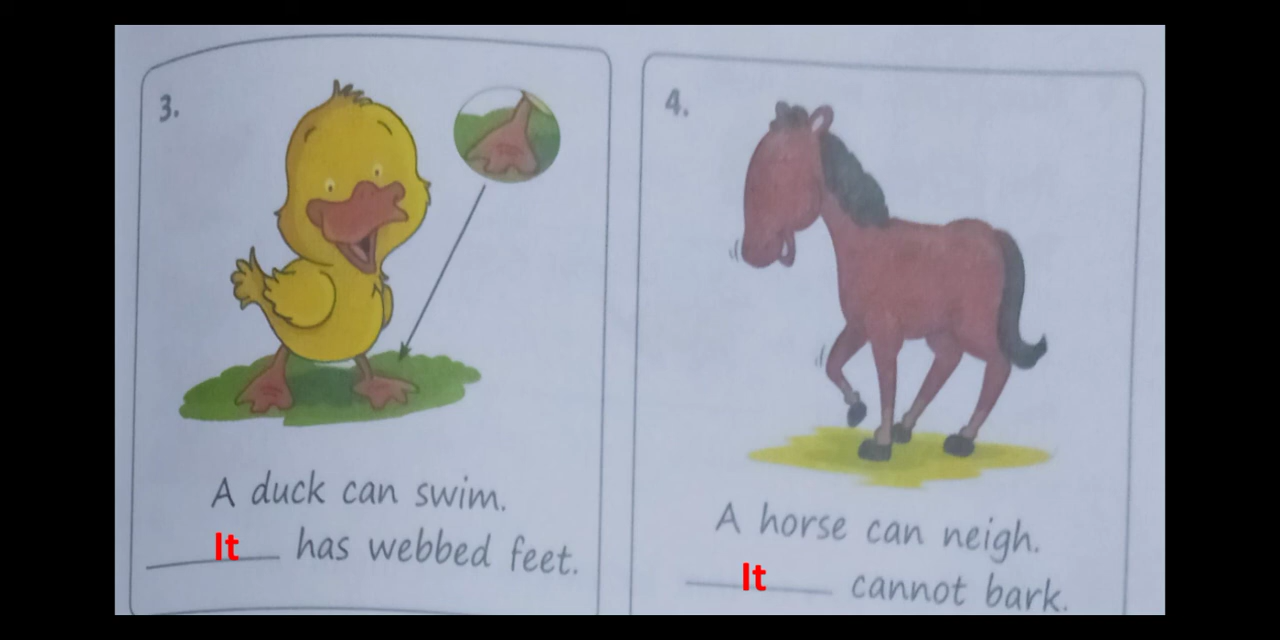 3.
A duck can swim.
It has webbed feet.
4.
A horse can neigh.
It cannot bark.